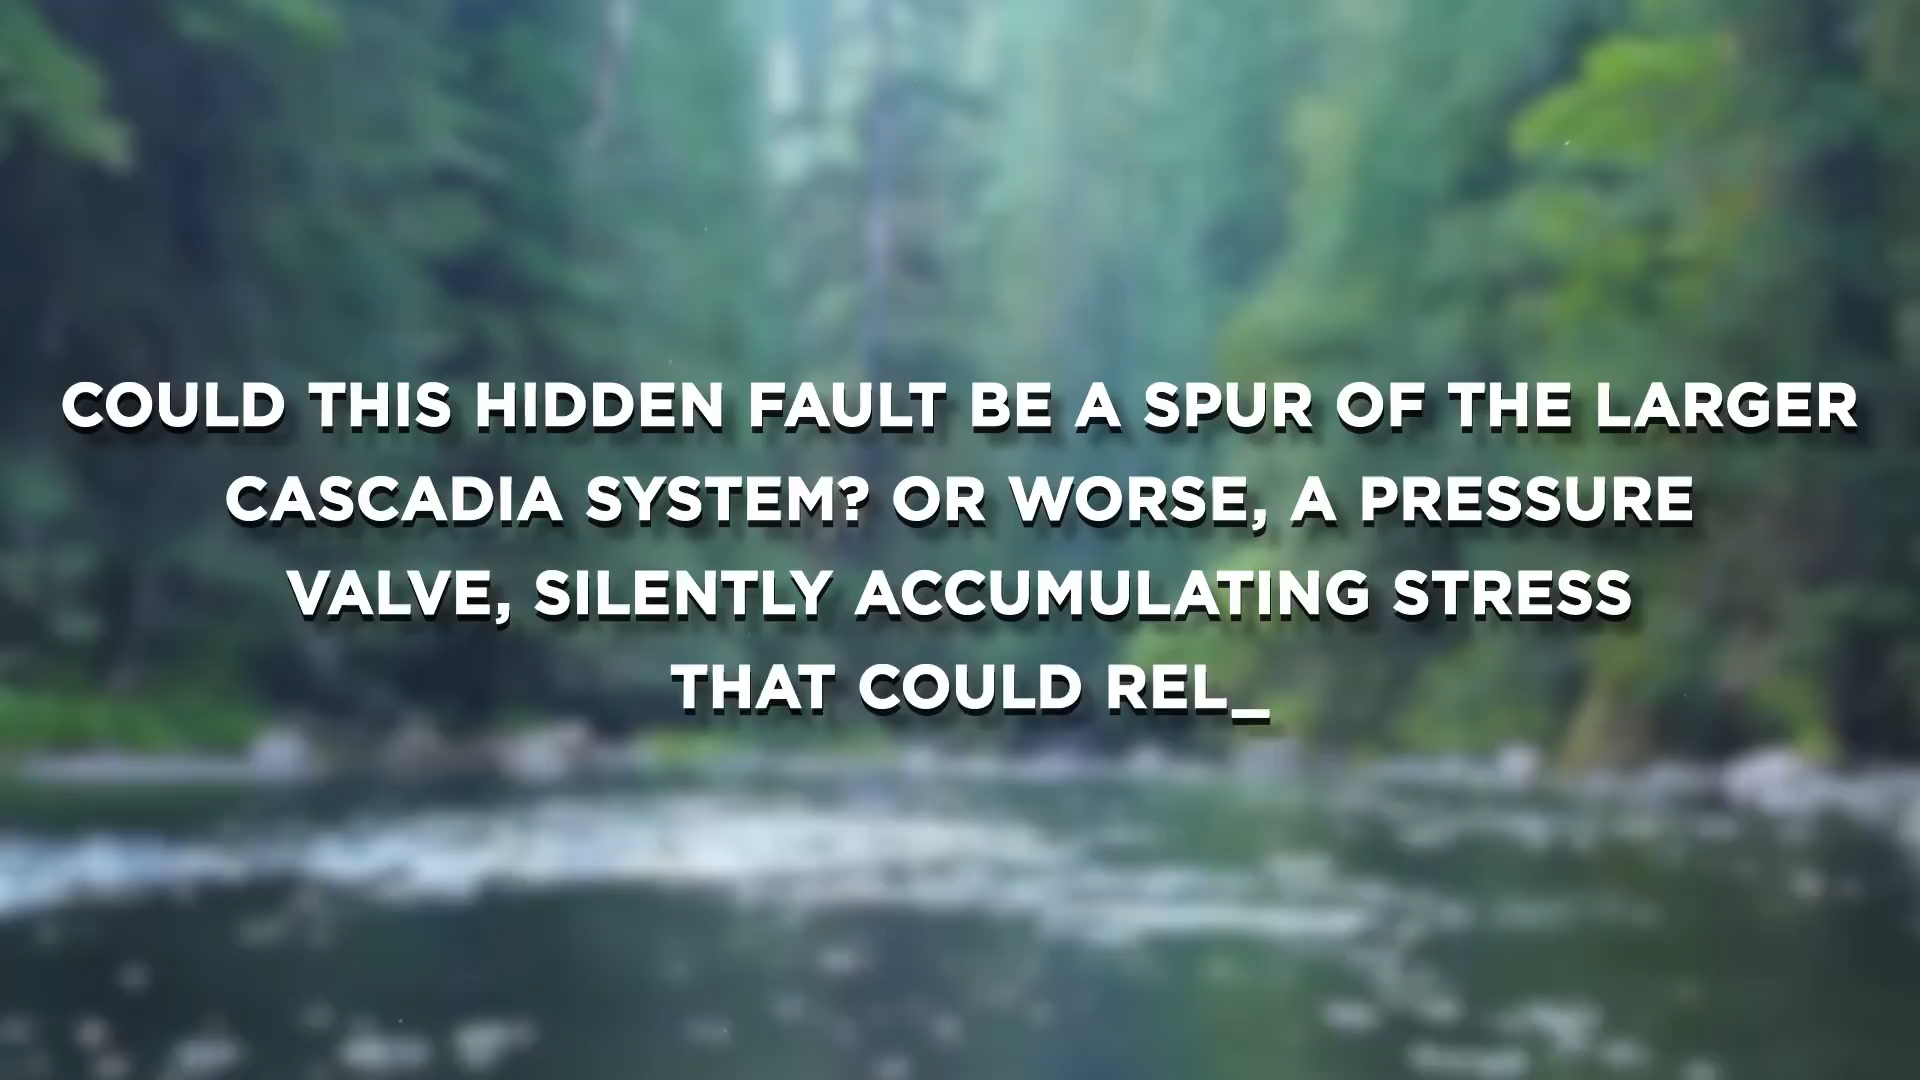 COULD THIS HIDDEN FAULT BE A SPUR OF THE LARGER
CASCADIA SYSTEM? OR WORSE, A PRESSURE
VALVE, SILENTLY ACCUMULATING STRESS
THAT COULD REL_